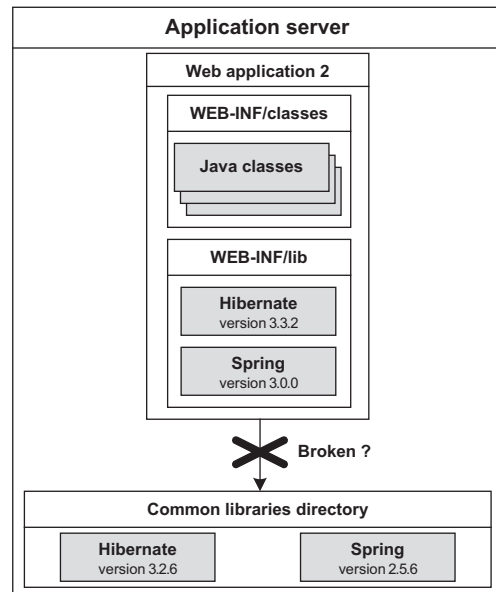 Application server
Web application 2
WEB-INF/classes
Java classes
WEB-INF/lib
Hibernate
version 3.3.2
Spring
version 3.0.0
Broken ?
Common libraries directory
Hibernate
version 3.2.6
Spring
version 2.5.6